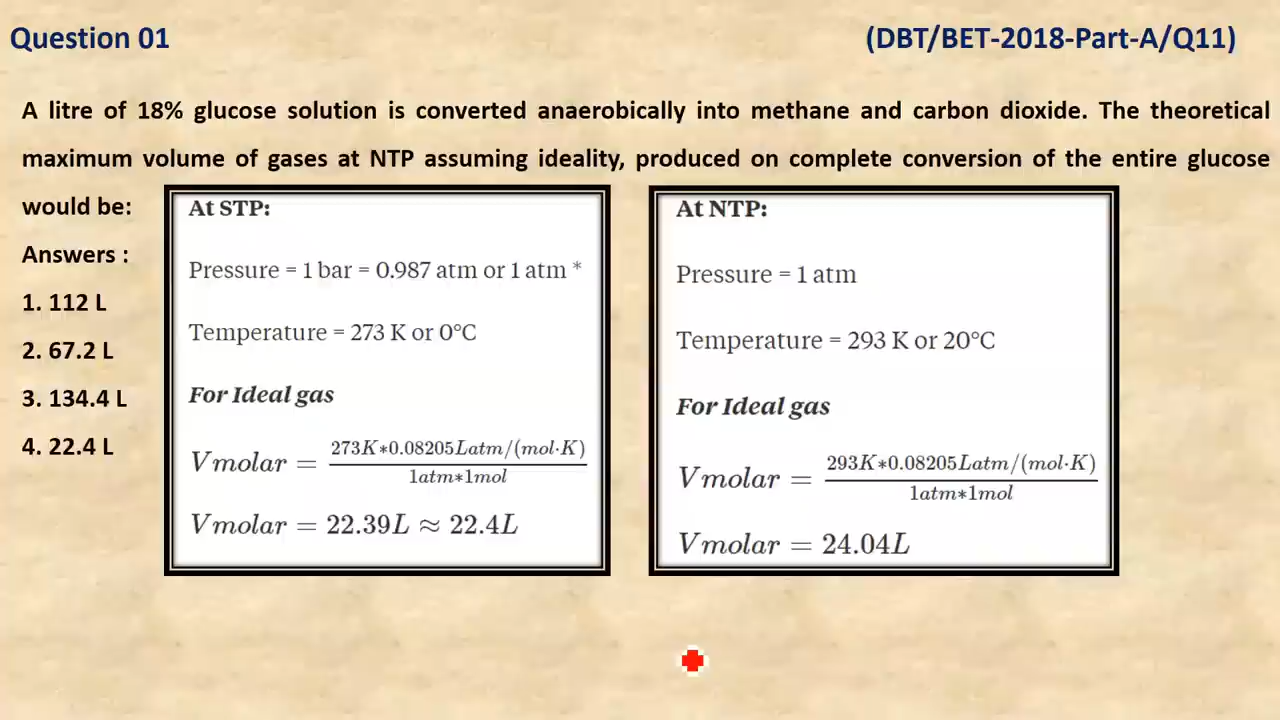 Question 01
(DBT/BET-2018-Part-A/Q11)
A litre of 18% glucose solution is converted anaerobically into methane and carbon dioxide. The theoretical
maximum volume of gases at NTP assuming ideality, produced on complete conversion of the entire glucose
would be:
Answers :
1. 112 L
2. 67.2 L
3. 134.4 L
4. 22.4 L
At STP:
Pressure = 1 bar = 0.987 atm or 1 atm *
Temperature = 273 K or 0°C
For Ideal gas
Vmolar = 273K*0.08205Latm/(mol·K) / 1atm*1mol
Vmolar = 22.39L ≈ 22.4L
At NTP:
Pressure = 1 atm
Temperature = 293 K or 20°C
For Ideal gas
Vmolar = 293K*0.08205Latm/(mol·K) / 1atm*1mol
Vmolar = 24.04L